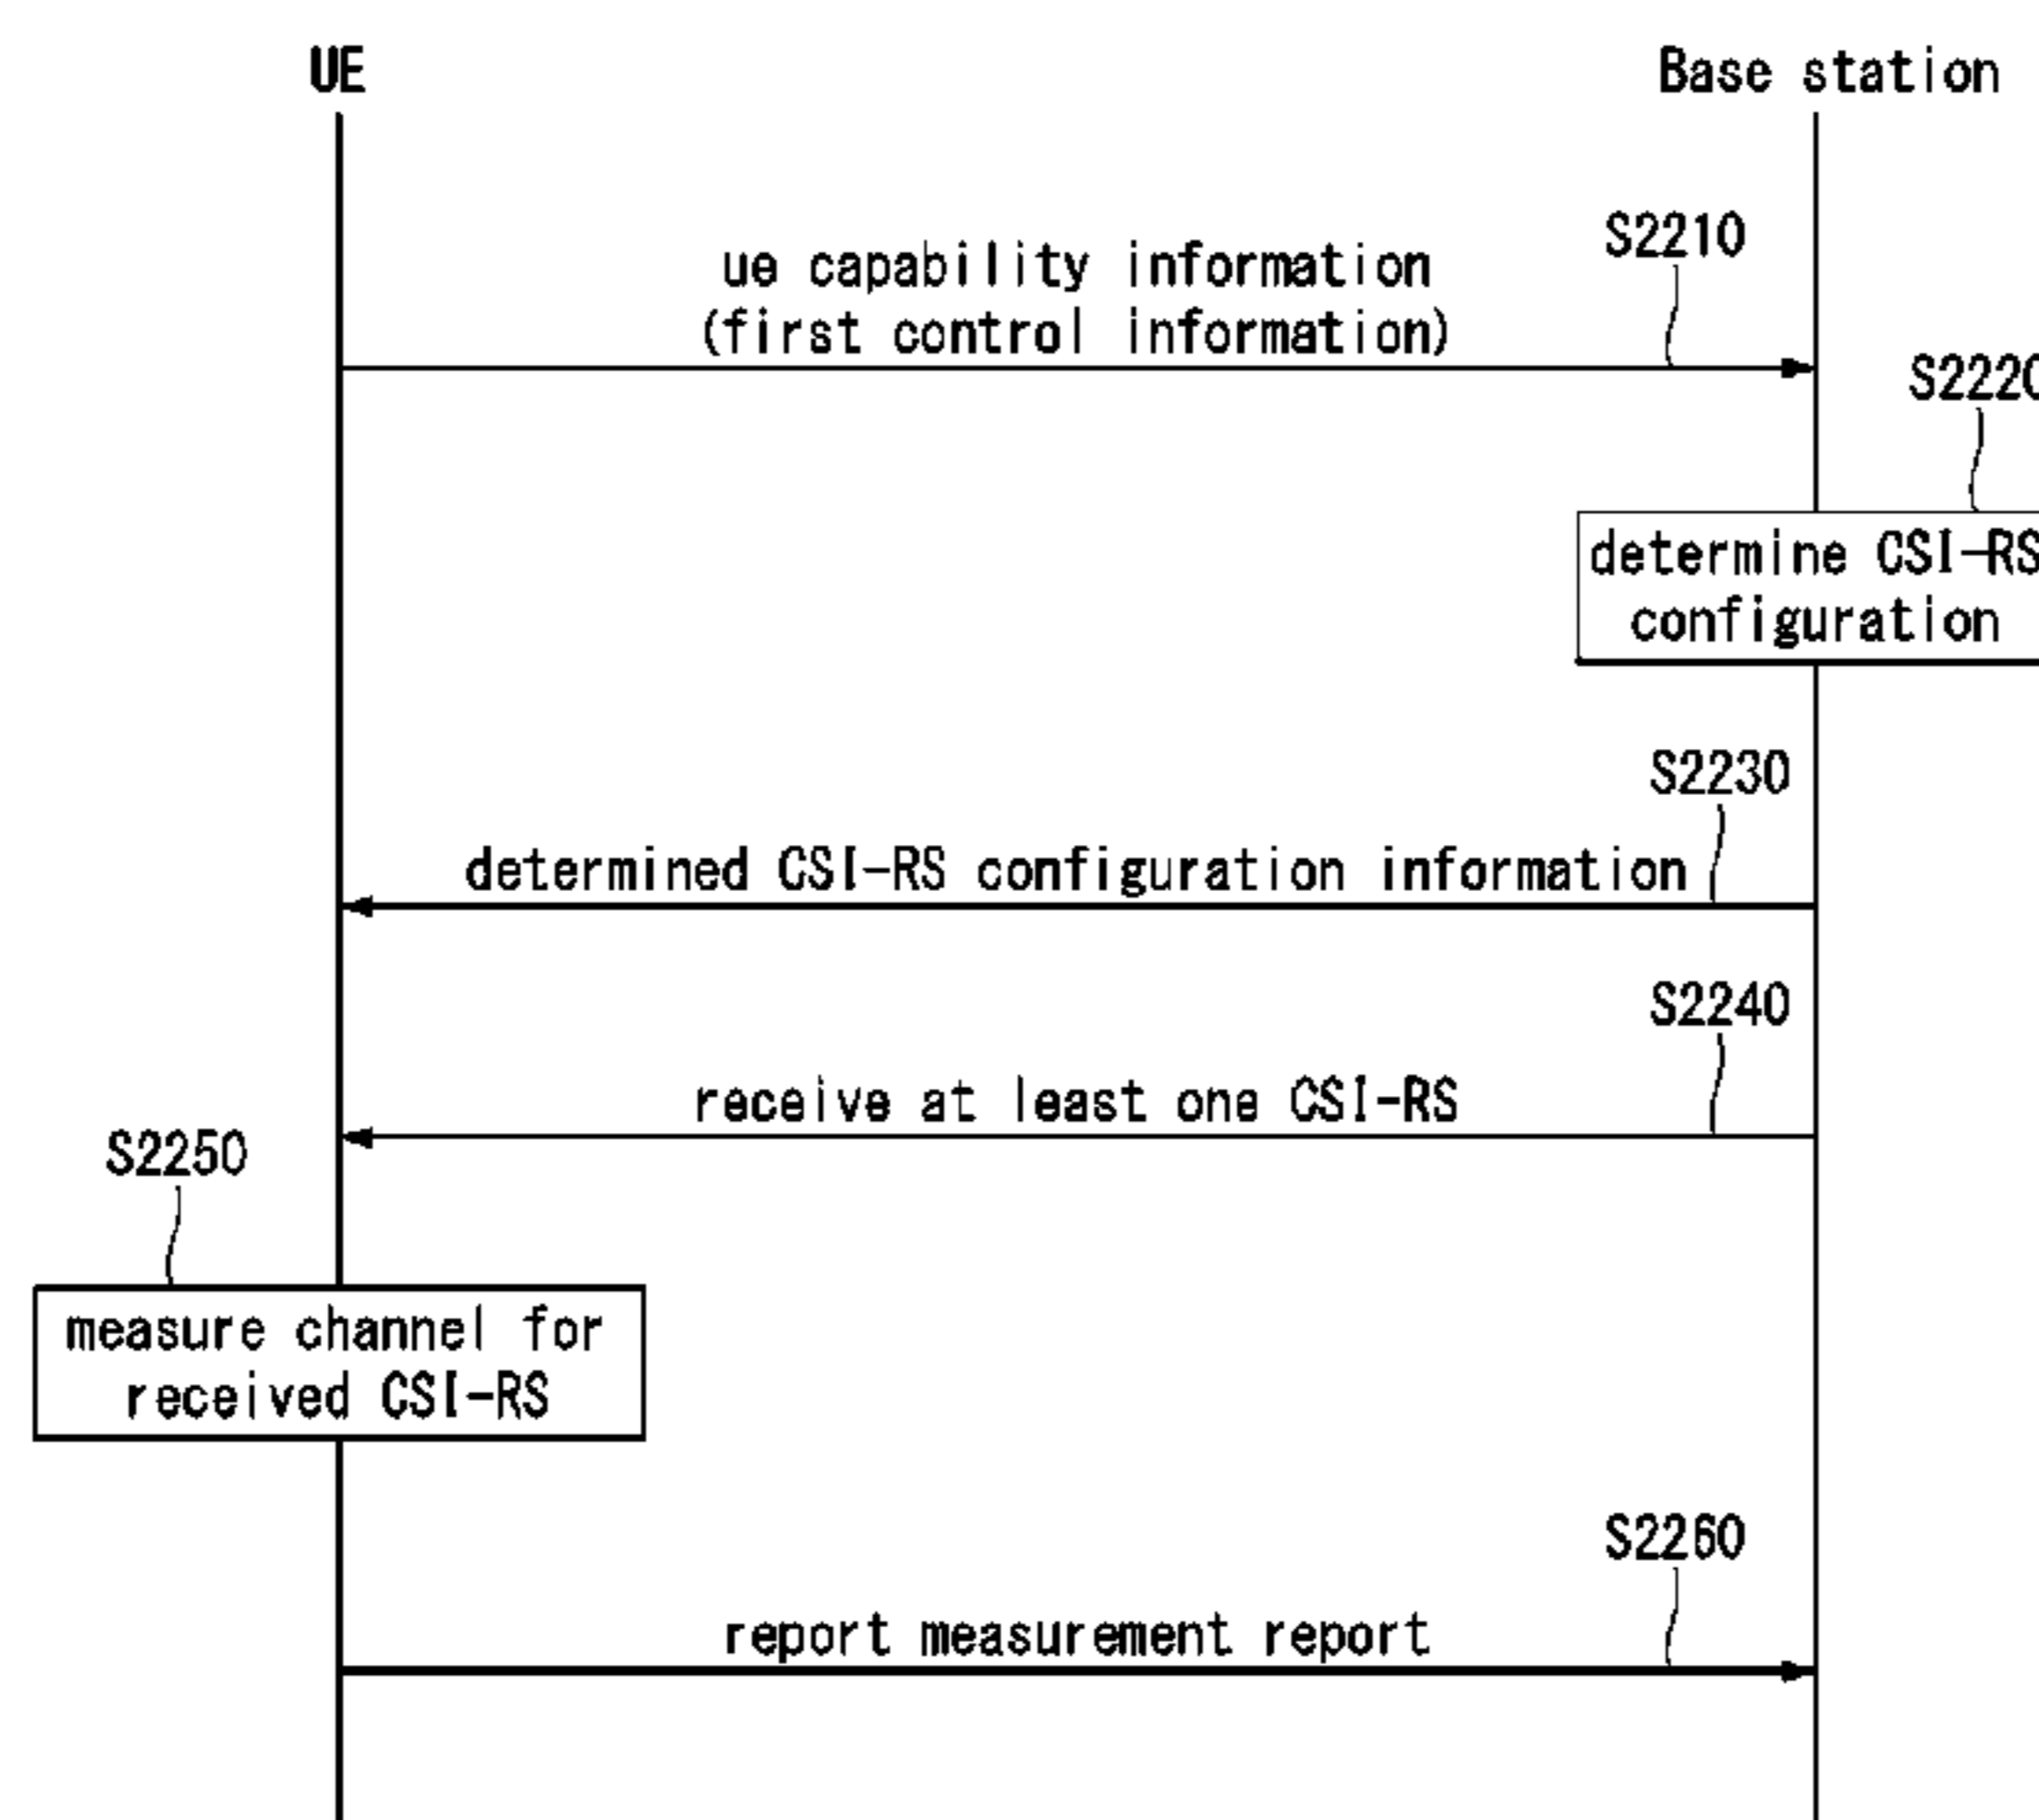 UE
Base station
S2210
ue capability information
(first control information)
S2220
determine CSI-RS
configuration
S2230
determined CSI-RS configuration information
S2240
receive at least one CSI-RS
S2250
measure channel for
received CSI-RS
S2260
report measurement report